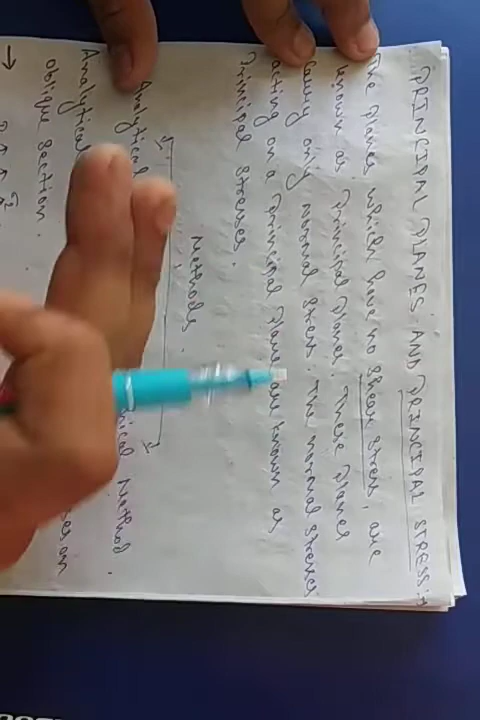 PRINCIPAL PLANES AND PRINCIPAL STRESS :-
The planes which have no shear stress, are
known as Principal planes. These planes
carry only normal stress. The normal stresses
acting on a principal plane are known as
Principal stresses.
Methods.
Analytical Method.
Analytical
oblique section.